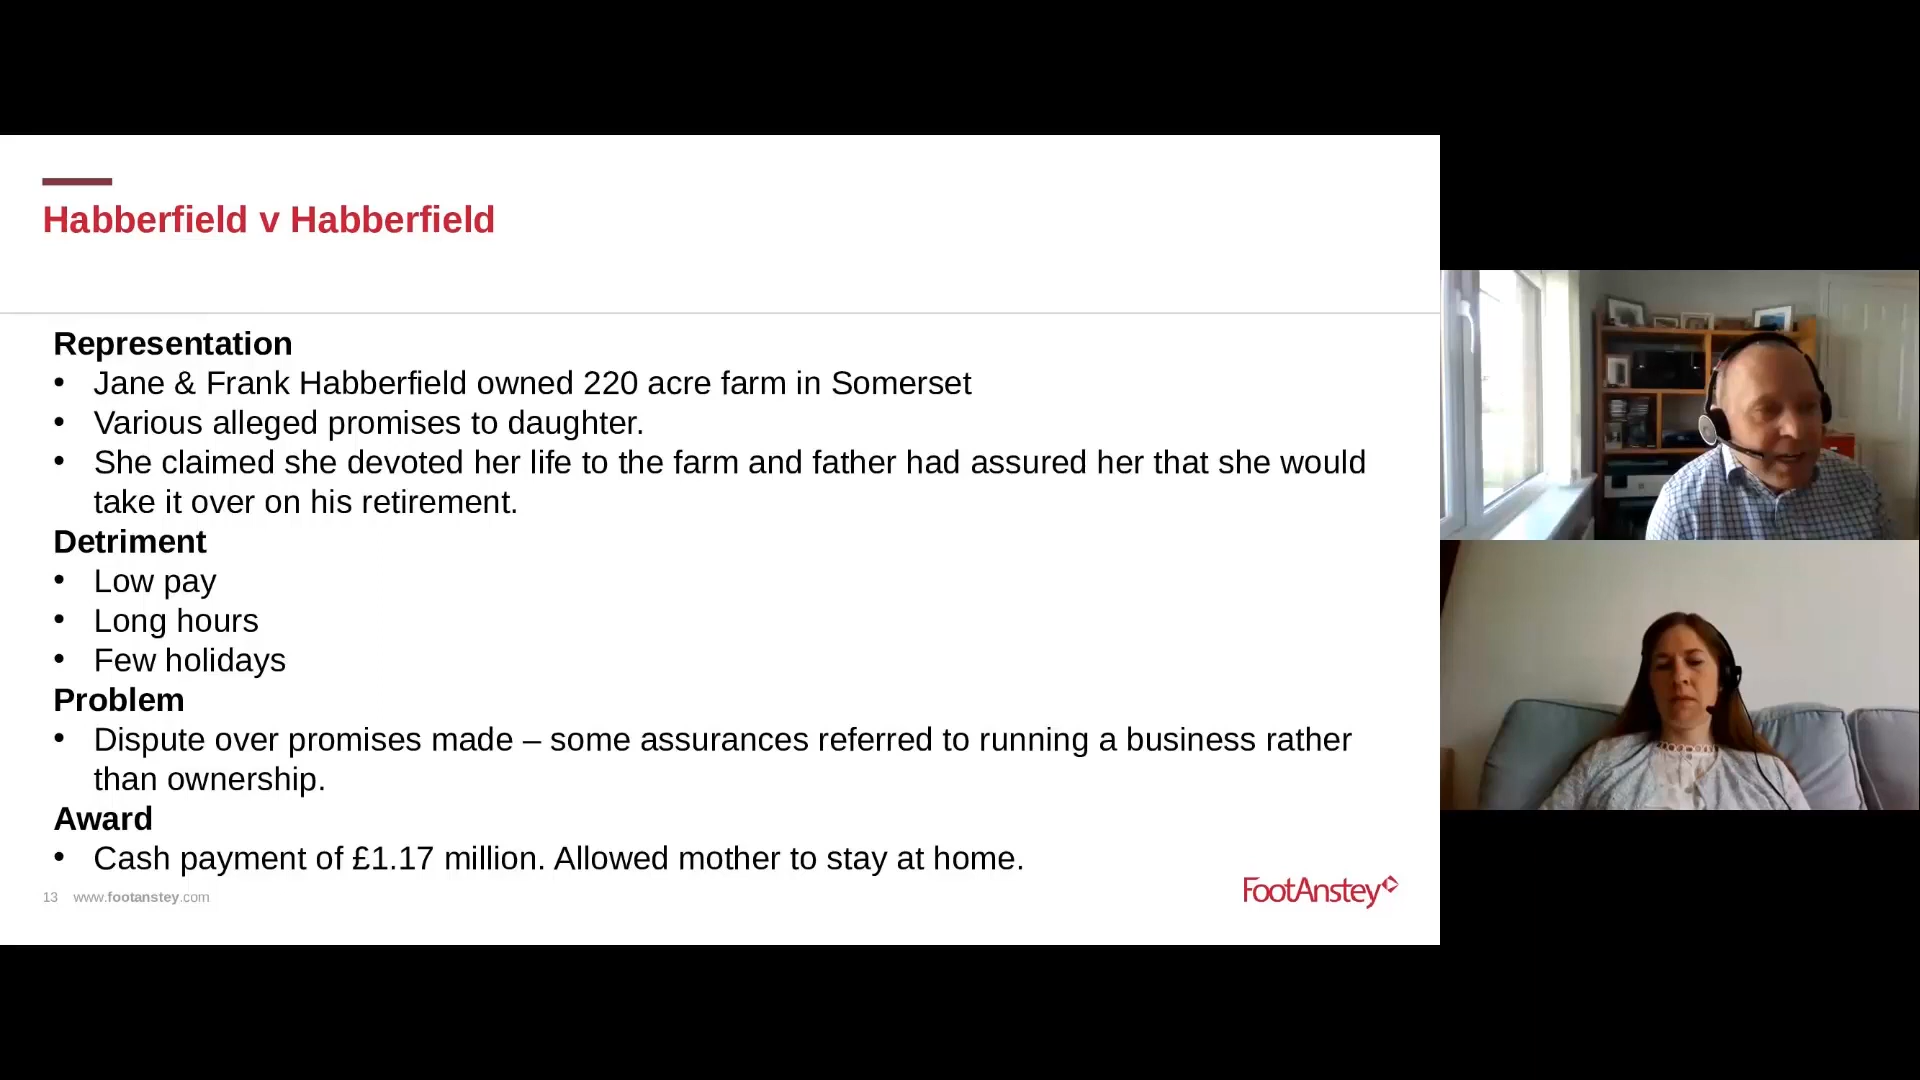 Habberfield v Habberfield
Representation
• Jane & Frank Habberfield owned 220 acre farm in Somerset
• Various alleged promises to daughter.
• She claimed she devoted her life to the farm and father had assured her that she would
take it over on his retirement.
Detriment
• Low pay
• Long hours
• Few holidays
Problem
• Dispute over promises made – some assurances referred to running a business rather
than ownership.
Award
• Cash payment of £1.17 million. Allowed mother to stay at home.
13 www.footanstey.com
FootAnstey